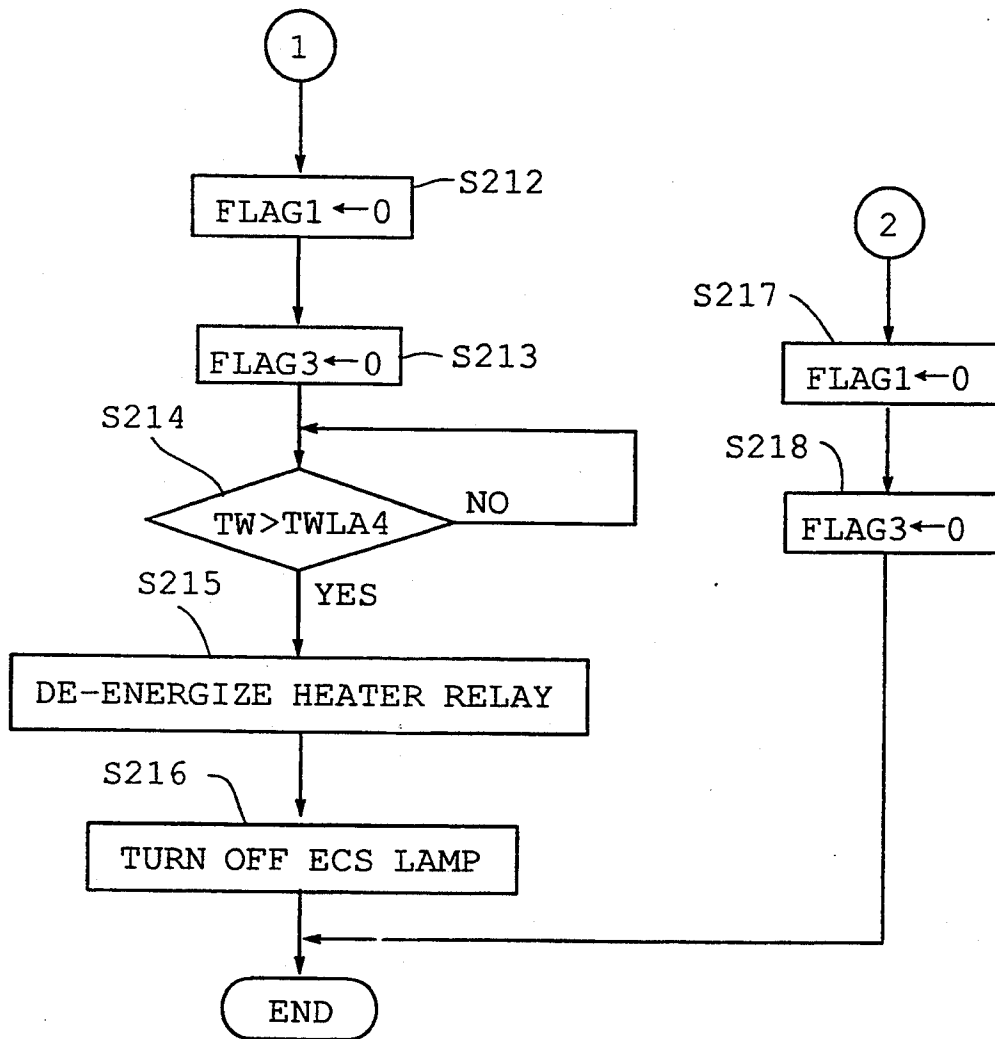 1
S212
FLAG1←0
FLAG3←0
S213
S214
TW>TWLA4
NO
YES
S215
DE-ENERGIZE HEATER RELAY
S216
TURN OFF ECS LAMP
2
S217
FLAG1←0
S218
FLAG3←0
END